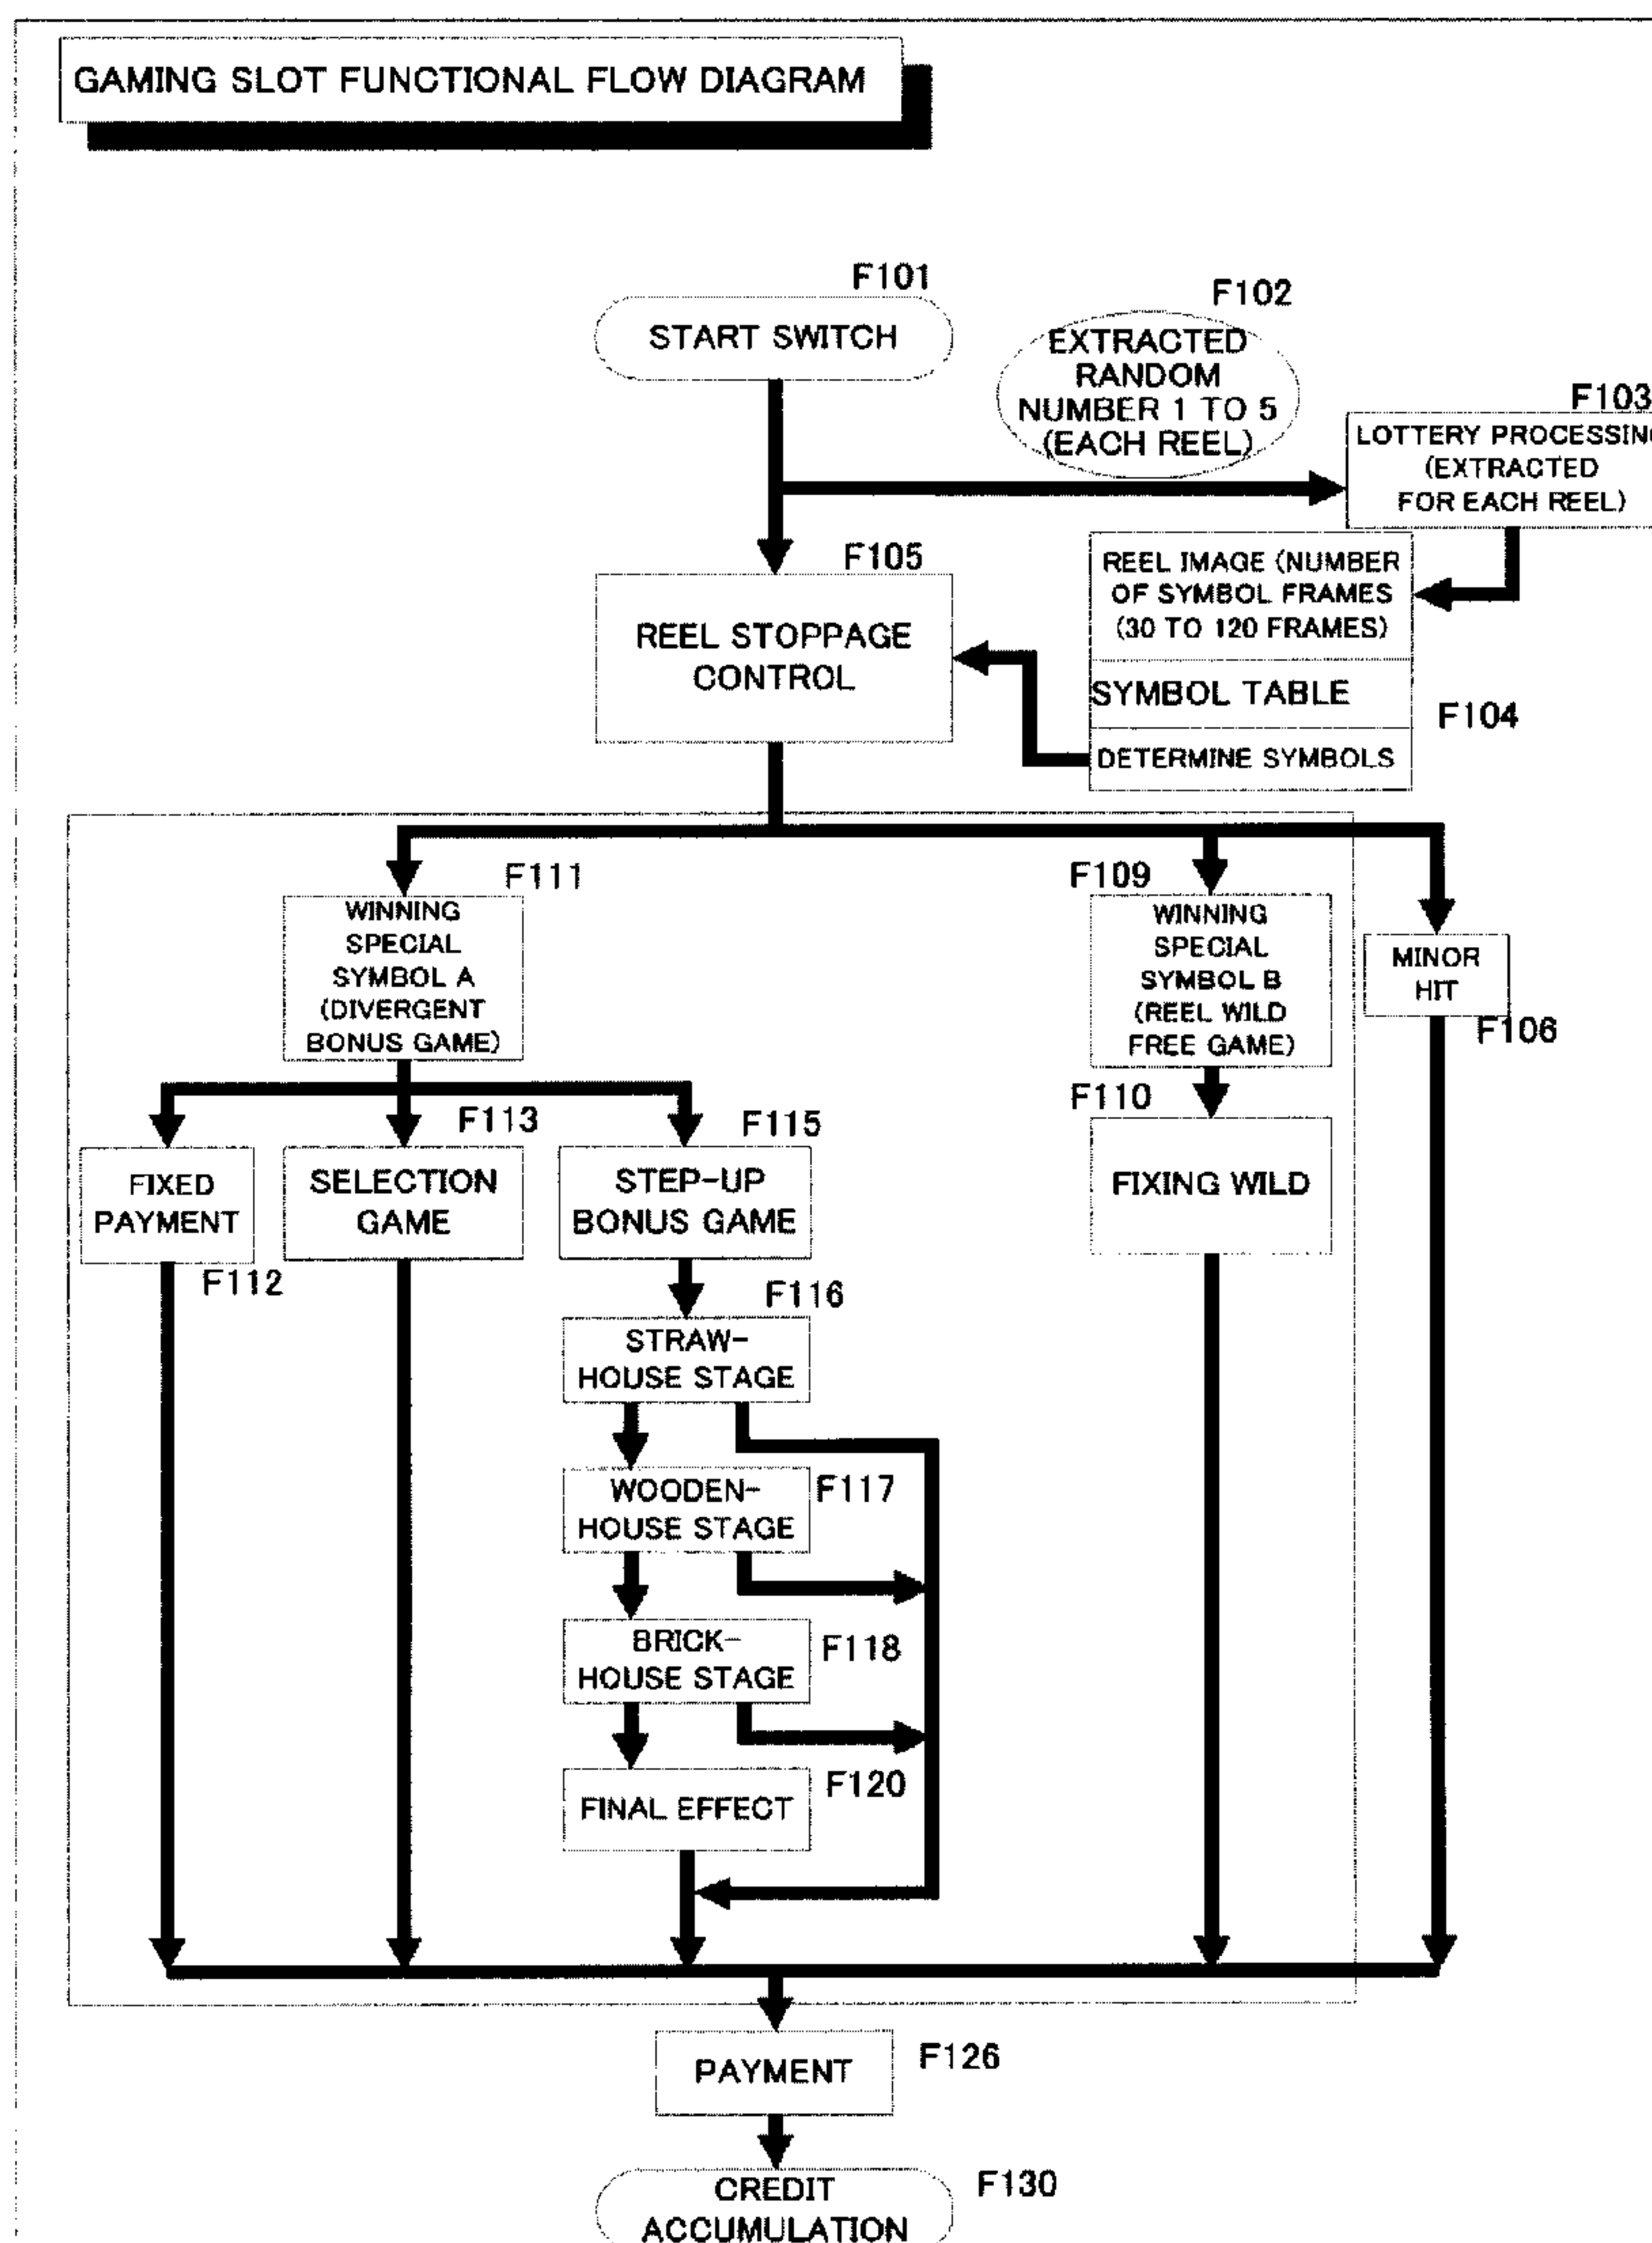 GAMING SLOT FUNCTIONAL FLOW DIAGRAM
F101
START SWITCH
F102
EXTRACTED
RANDOM
NUMBER 1 TO 5
(EACH REEL)
F103
LOTTERY PROCESSING
(EXTRACTED
FOR EACH REEL)
F105
REEL STOPPAGE
CONTROL
REEL IMAGE (NUMBER
OF SYMBOL FRAMES
(30 TO 120 FRAMES)
SYMBOL TABLE
F104
DETERMINE SYMBOLS
F111
WINNING
SPECIAL
SYMBOL A
(DIVERGENT
BONUS GAME)
F109
WINNING
SPECIAL
SYMBOL B
(REEL WILD
FREE GAME)
MINOR
HIT
F106
F110
FIXING WILD
FIXED
PAYMENT
F112
F113
SELECTION
GAME
F115
STEP-UP
BONUS GAME
F116
STRAW-
HOUSE STAGE
F117
WOODEN-
HOUSE STAGE
F118
BRICK-
HOUSE STAGE
F120
FINAL EFFECT
PAYMENT
F126
CREDIT
ACCUMULATION
F130